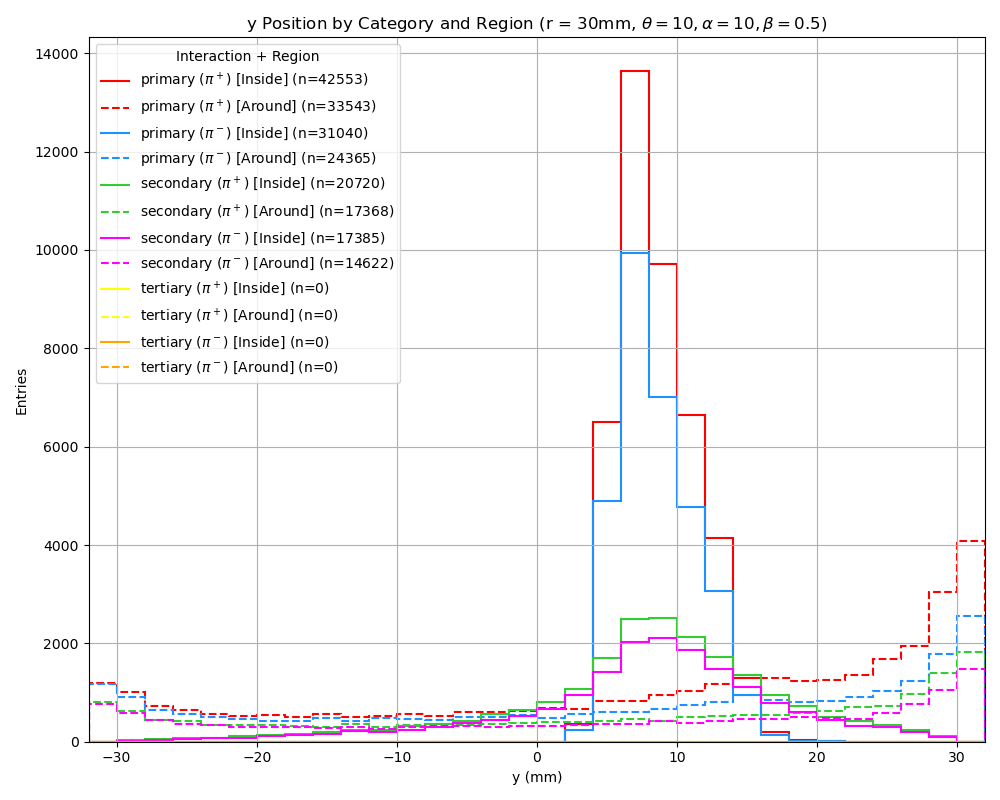 y Position by Category and Region (r = 30mm, θ = 10, α = 10, β = 0.5)
Interaction + Region
primary (π⁺) [Inside] (n=42553)
primary (π⁺) [Around] (n=33543)
primary (π⁻) [Inside] (n=31040)
primary (π⁻) [Around] (n=24365)
secondary (π⁺) [Inside] (n=20720)
secondary (π⁺) [Around] (n=17368)
secondary (π⁻) [Inside] (n=17385)
secondary (π⁻) [Around] (n=14622)
tertiary (π⁺) [Inside] (n=0)
tertiary (π⁺) [Around] (n=0)
tertiary (π⁻) [Inside] (n=0)
tertiary (π⁻) [Around] (n=0)
Entries
14000
12000
10000
8000
6000
4000
2000
0
−30 −20 −10 0 10 20 30
y (mm)